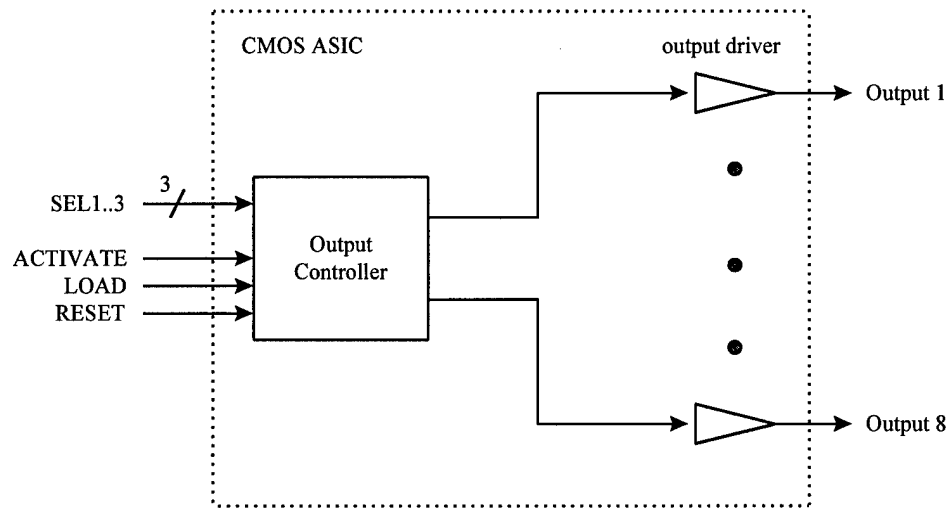 CMOS ASIC
output driver
Output 1
3
SEL1..3
ACTIVATE
LOAD
RESET
Output
Controller
Output 8